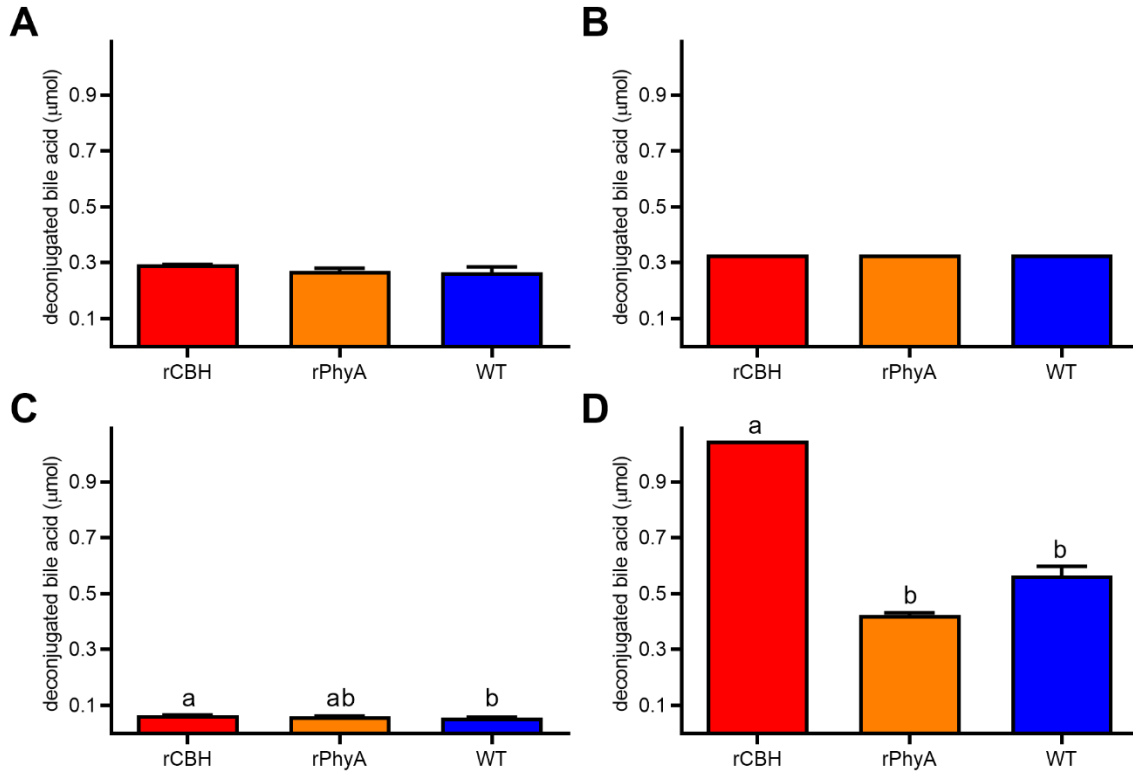 A
deconjugated bile acid (μmol)
0.9
0.7
0.5
0.3
0.1
rCBH rPhyA WT
B
deconjugated bile acid (μmol)
0.9
0.7
0.5
0.3
0.1
rCBH rPhyA WT
C
deconjugated bile acid (μmol)
0.9
0.7
0.5
0.3
0.1
a ab b
rCBH rPhyA WT
D
deconjugated bile acid (μmol)
0.9
0.7
0.5
0.3
0.1
a
b
b
rCBH rPhyA WT